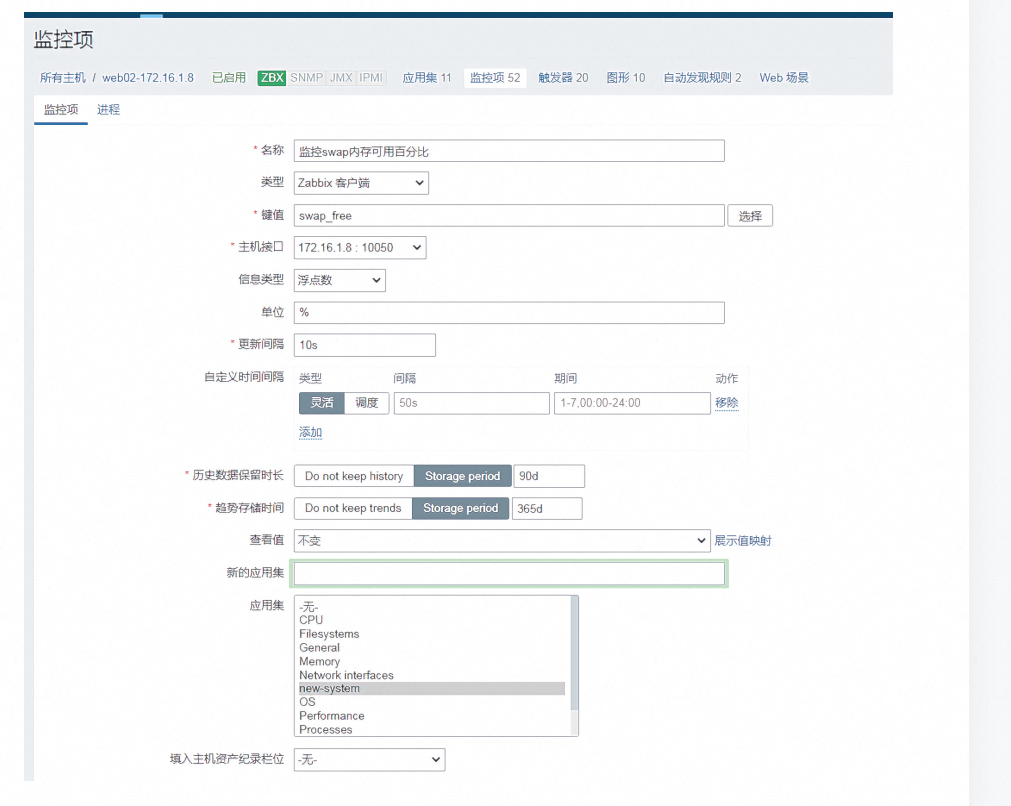 监控项
所有主机 / web02-172.16.1.8 已启用 ZBX SNMP JMX IPMI 应用集 11 监控项 52 触发器 20 图形 10 自动发现规则 2 Web 场景
监控项 进程
* 名称 监控swap内存可用百分比
类型 Zabbix 客户端
* 键值 swap_free 选择
* 主机接口 172.16.1.8 : 10050
信息类型 浮点数
单位 %
* 更新间隔 10s
自定义时间间隔 类型 间隔 期间 动作
灵活 调度 50s 1-7,00:00-24:00 移除
添加
* 历史数据保留时长 Do not keep history Storage period 90d
* 趋势存储时间 Do not keep trends Storage period 365d
查看值 不变 展示值映射
新的应用集
应用集 -无-
CPU
Filesystems
General
Memory
Network interfaces
new-system
OS
Performance
Processes
填入主机资产纪录栏位 -无-